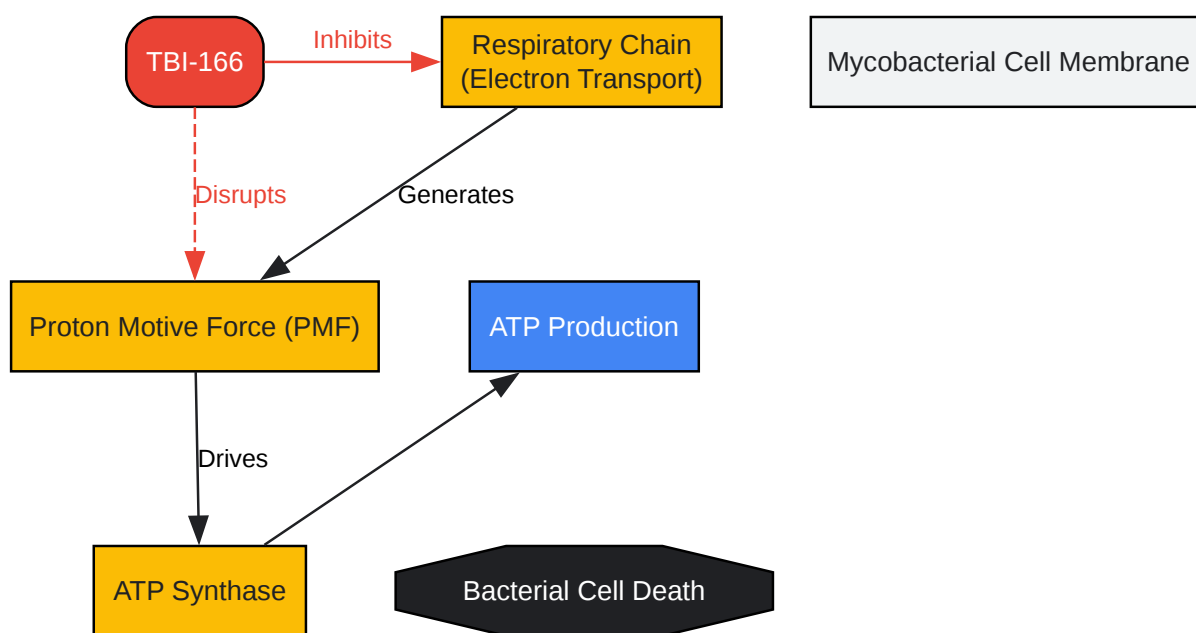 TBI-166
Inhibits
Respiratory Chain
(Electron Transport)
Mycobacterial Cell Membrane
Disrupts
Generates
Proton Motive Force (PMF)
ATP Production
Drives
ATP Synthase
Bacterial Cell Death